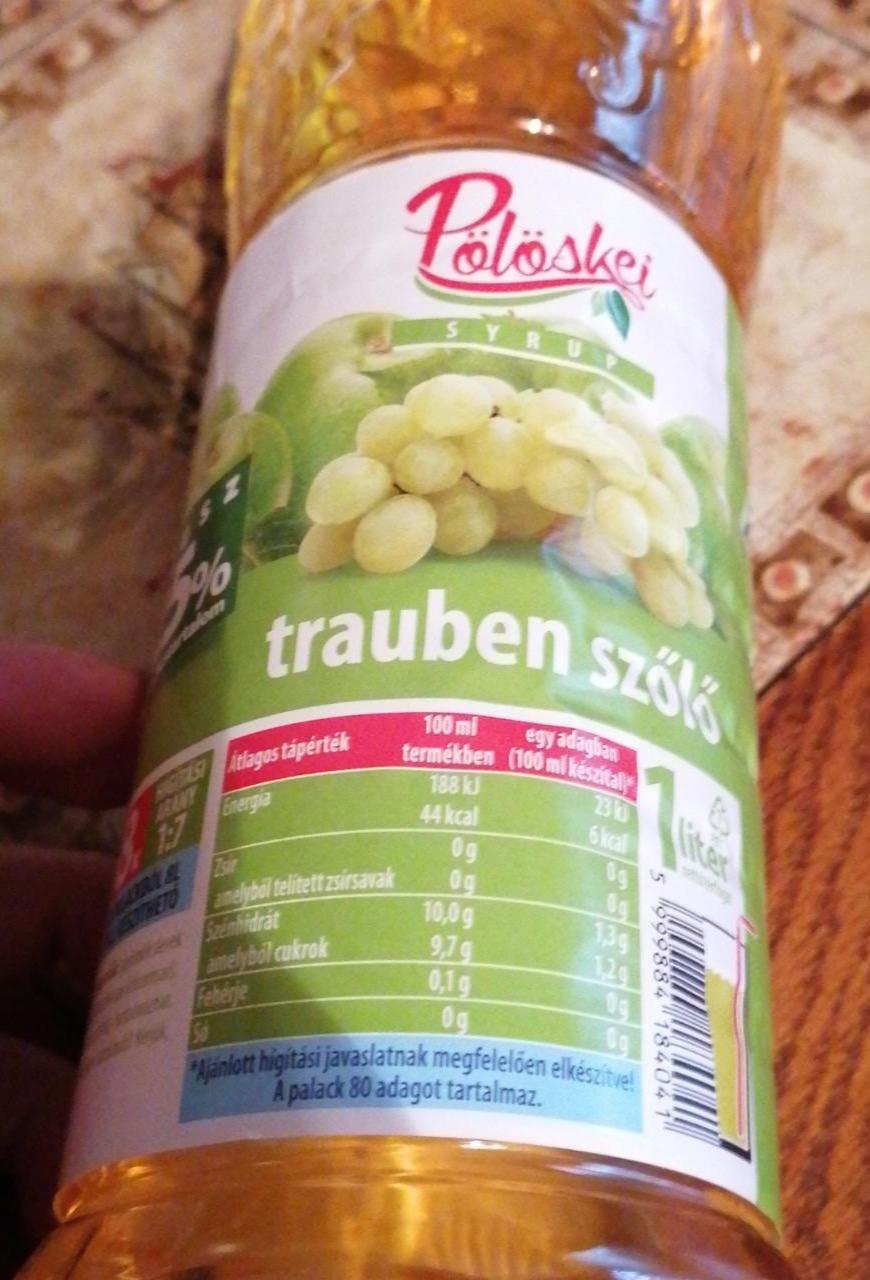 Pölöskei
SYRUP
5%
trauben szőlő
HÍGÍTÁSI
ARÁNY
1:7
Átlagos tápérték 100 ml termékben egy adagban (100 ml készital)*
Energia 188 kJ 23 kJ
44 kcal 6 kcal
Zsír 0 g 0 g
amelyből telített zsírsavak 0 g 0 g
Szénhidrát 10,0 g 1,3 g
amelyből cukrok 9,7 g 1,2 g
Fehérje 0,1 g 0 g
Só 0 g 0 g
*Ajánlott hígítási javaslatnak megfelelően elkészítve!
A palack 80 adagot tartalmaz.
1 liter
5 999884 184041